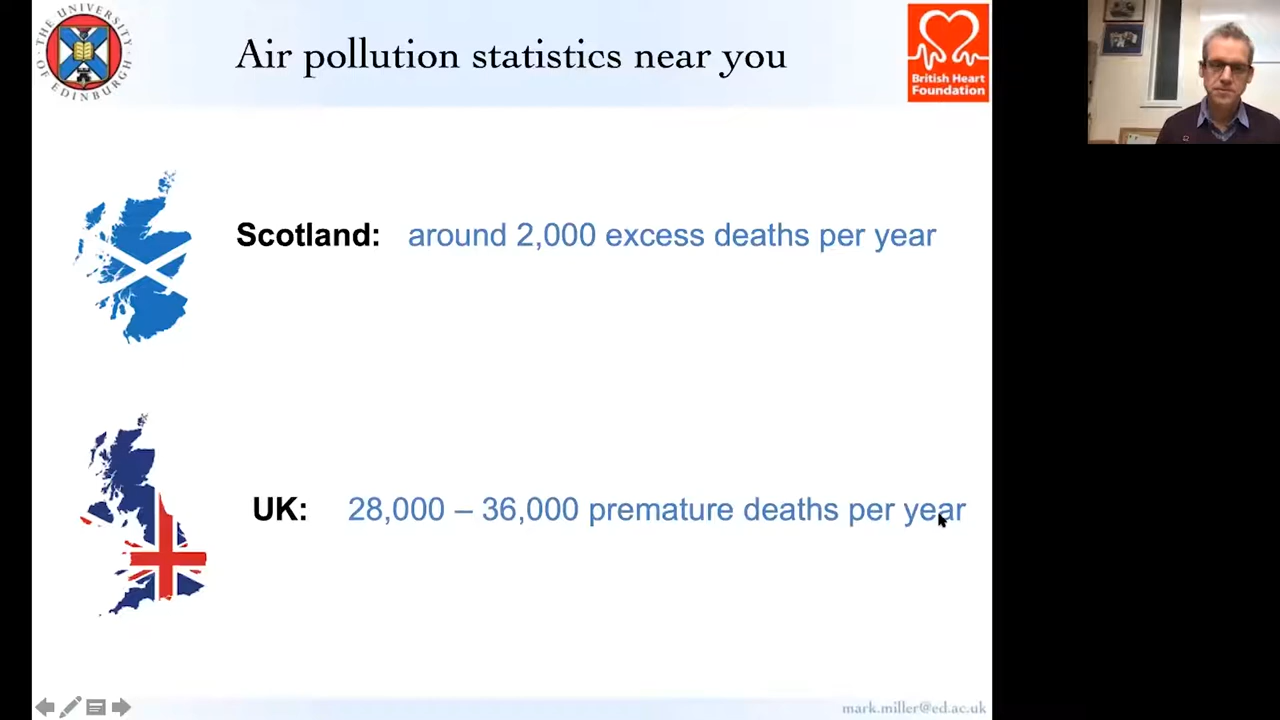 THE UNIVERSITY
OF EDINBURGH
Air pollution statistics near you
British Heart
Foundation
Scotland: around 2,000 excess deaths per year
UK: 28,000 – 36,000 premature deaths per year
mark.miller@ed.ac.uk